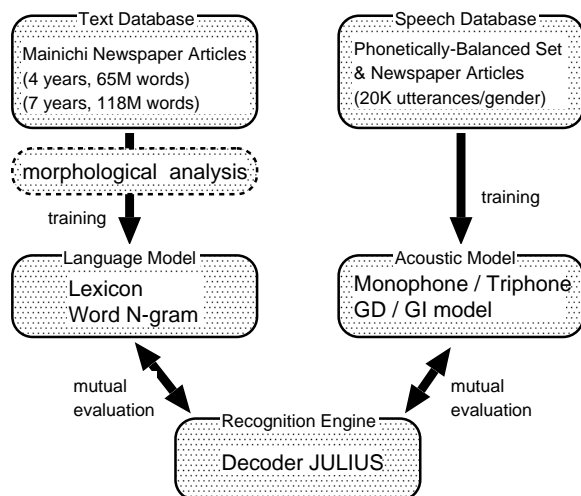 Text Database
Mainichi Newspaper Articles
(4 years, 65M words)
(7 years, 118M words)
morphological analysis
training
Language Model
Lexicon
Word N-gram
mutual
evaluation
Speech Database
Phonetically-Balanced Set
& Newspaper Articles
(20K utterances/gender)
training
Acoustic Model
Monophone / Triphone
GD / GI model
mutual
evaluation
Recognition Engine
Decoder JULIUS